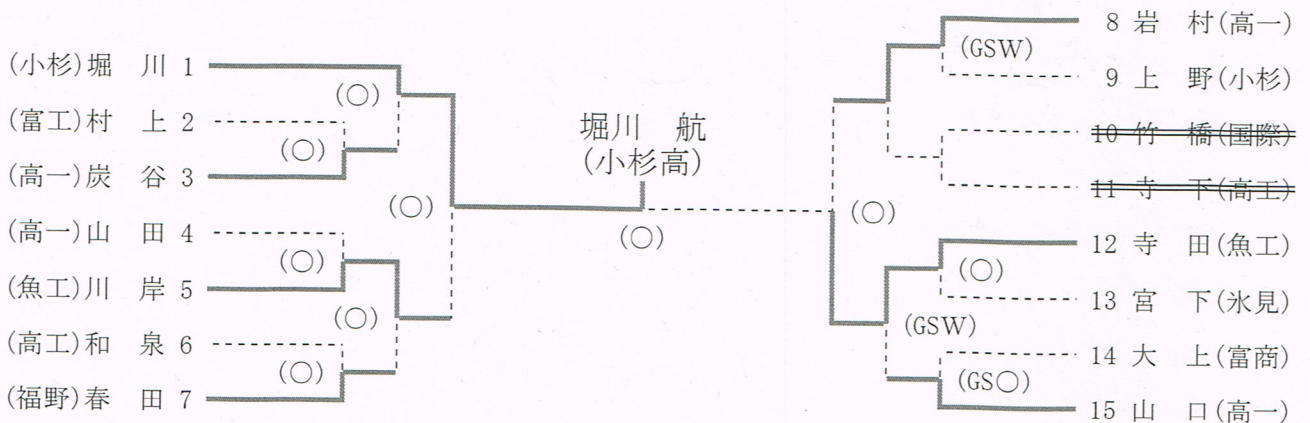 (小杉)堀 川 1
(富工)村 上 2
(高一)炭 谷 3
(高一)山 田 4
(魚工)川 岸 5
(高工)和 泉 6
(福野)春 田 7
(○)
(○)
(○)
(○)
(○)
(○)
堀川 航
(小杉高)
(○)
8 岩 村(高一)
9 上 野(小杉)
10 竹 橋(国際)
11 寺 下(高工)
12 寺 田(魚工)
13 宮 下(氷見)
14 大 上(富商)
15 山 口(高一)
(GSW)
(○)
(○)
(GSW)
(GS○)